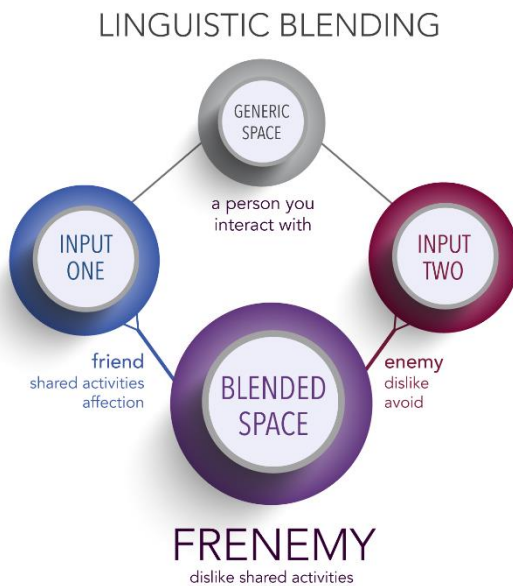 LINGUISTIC BLENDING
GENERIC
SPACE
a person you
interact with
INPUT
ONE
INPUT
TWO
friend
shared activities
affection
enemy
dislike
avoid
BLENDED
SPACE
FRENEMY
dislike shared activities